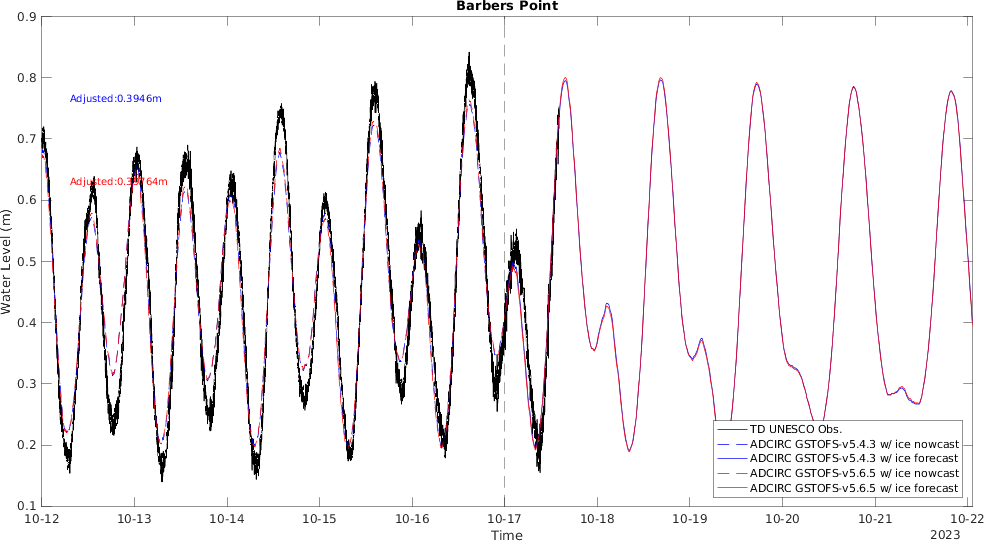 Barbers Point
0.9
0.8
0.7
0.6
0.5
0.4
0.3
0.2
0.1
Water Level (m)
Adjusted:0.3946m
Adjusted:0.39764m
TD UNESCO Obs.
ADCIRC GSTOFS-v5.4.3 w/ ice nowcast
ADCIRC GSTOFS-v5.4.3 w/ ice forecast
ADCIRC GSTOFS-v5.6.5 w/ ice nowcast
ADCIRC GSTOFS-v5.6.5 w/ ice forecast
10-12 10-13 10-14 10-15 10-16 10-17 10-18 10-19 10-20 10-21 10-22
Time
2023